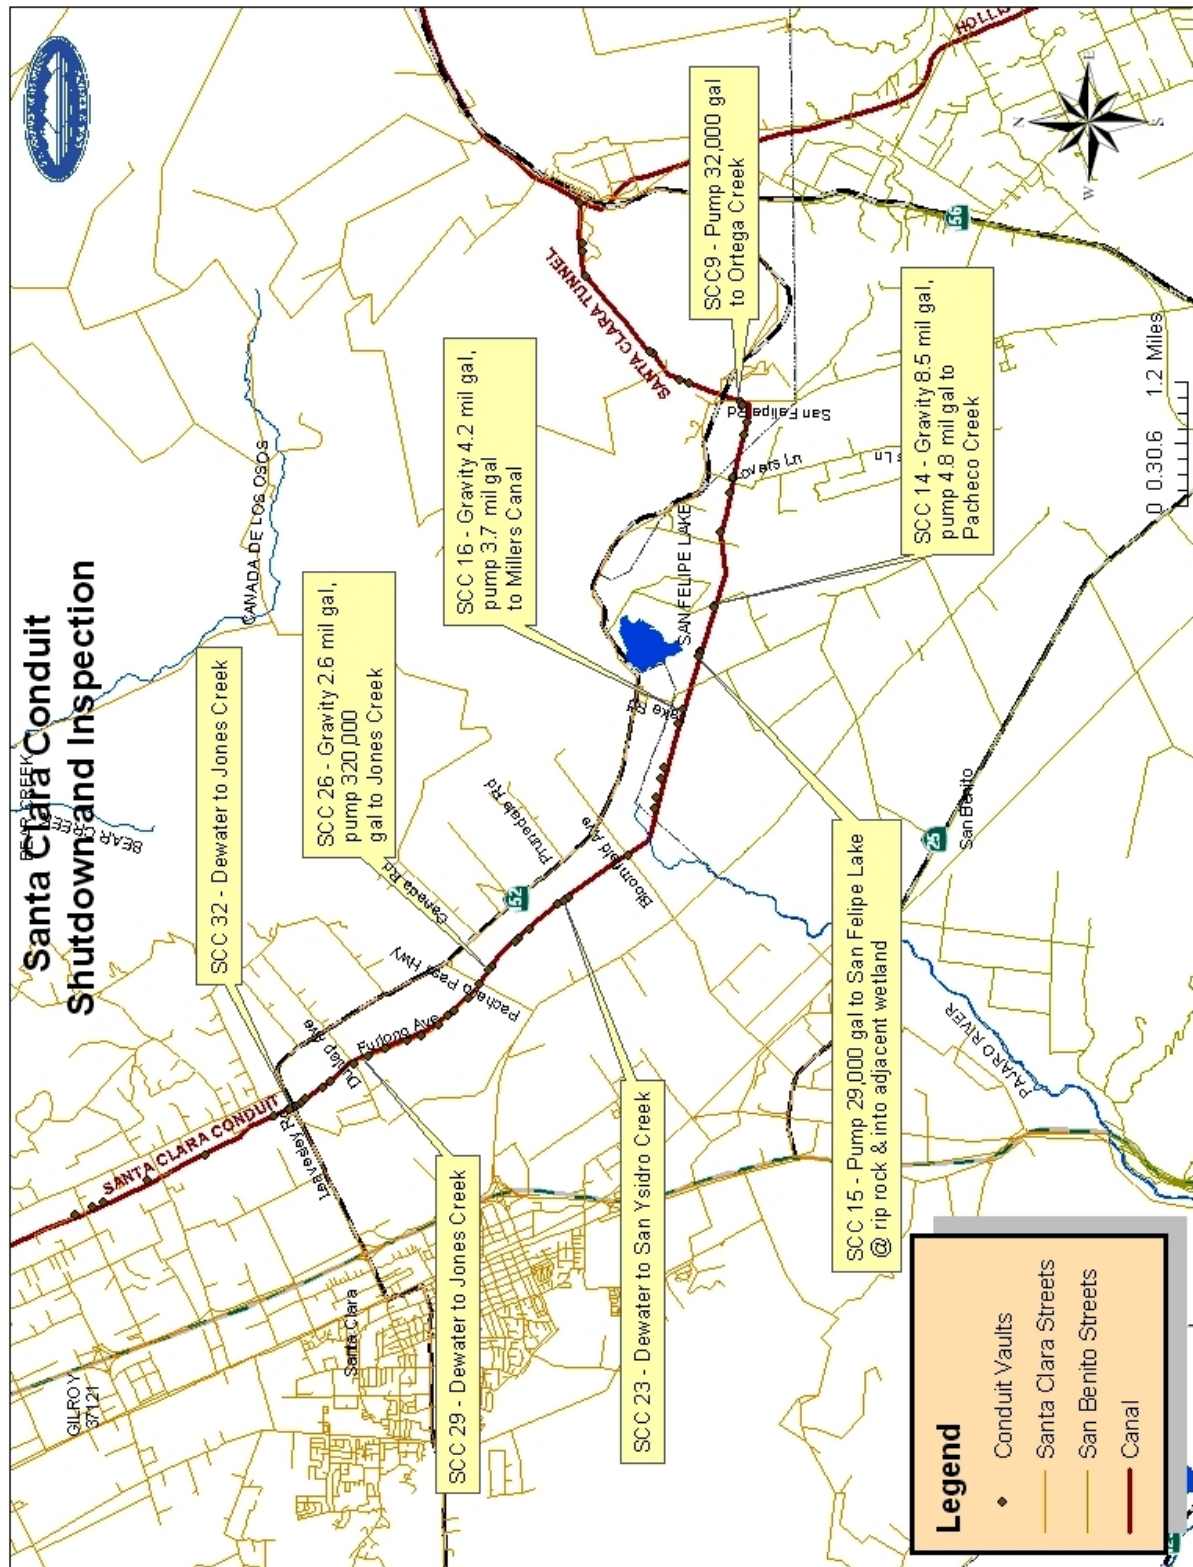 Santa Clara Conduit
Shutdown and Inspection
BEAR CREEK
BEAR CREEK
CANADA DE LOS OSOS
SCC 32 - Dewater to Jones Creek
SCC 26 - Gravity 2.6 mil gal,
pump 320,000
gal to Jones Creek
SCC 16 - Gravity 4.2 mil gal,
pump 3.7 mil gal
to Millers Canal
SCC9 - Pump 32,000 gal
to Ortega Creek
SCC 14 - Gravity 8.5 mil gal,
pump 4.8 mil gal to
Pacheco Creek
SCC 15 - Pump 29,000 gal to San Felipe Lake
@ rip rock & into adjacent wetland
SCC 23 - Dewater to San Ysidro Creek
SCC 29 - Dewater to Jones Creek
GILROY
37121
Santa Clara
SANTA CLARA CONDUIT
Leavesley Rd
Dunlap Ave
Furlong Ave
Pacheco Pass Hwy
Canada Rd
152
Prunedale Rd
Bloomfield Ave
Lake Rd
SAN FELIPE LAKE
SANTA CLARA TUNNEL
San Felipe Rd
Lovers Ln
s Ln
156
25
San Benito
PAJARO RIVER
N
E
S
W
0 0.30.6 1.2 Miles
Legend
Conduit Vaults
Santa Clara Streets
San Benito Streets
Canal